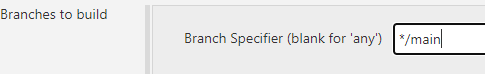 Branches to build
Branch Specifier (blank for 'any') */main